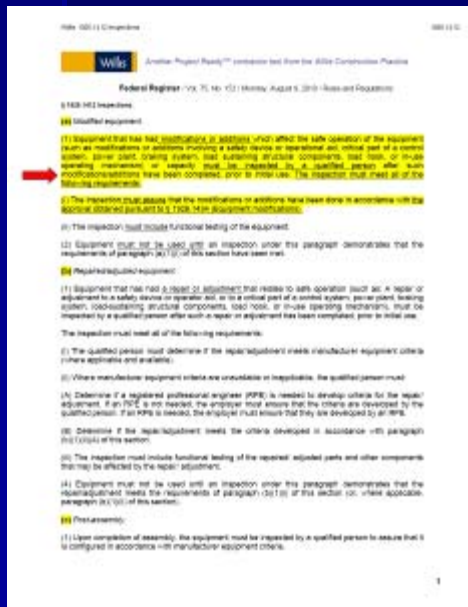 Willis
Another Project Ready™ contractor tool from the Willis Construction Practice
Federal Register / Vol. 75, No. 152 / Monday, August 9, 2010 / Rules and Regulations
§ 1926.1412 Inspections.
(a) Modified equipment.
(1) Equipment that has had modifications or additions which affect the safe operation of the equipment
(such as modifications or additions involving a safety device or operational aid, critical part of a control
system, power plant, braking system, load-sustaining structural components, load hook, or in-use
operating mechanism) or capacity must be inspected by a qualified person after such
modifications/additions have been completed, prior to initial use. The inspection must meet all of the
following requirements:
(i) The inspection must assure that the modifications or additions have been done in accordance with the
approval obtained pursuant to § 1926.1434 (Equipment modifications).
(ii) The inspection must include functional testing of the equipment.
(2) Equipment must not be used until an inspection under this paragraph demonstrates that the
requirements of paragraph (a)(1)(i) of this section have been met.
(b) Repaired/adjusted equipment.
(1) Equipment that has had a repair or adjustment that relates to safe operation (such as: A repair or
adjustment to a safety device or operator aid, or to a critical part of a control system, power plant, braking
system, load-sustaining structural components, load hook, or in-use operating mechanism), must be
inspected by a qualified person after such a repair or adjustment has been completed, prior to initial use.
The inspection must meet all of the following requirements:
(i) The qualified person must determine if the repair/adjustment meets manufacturer equipment criteria
(where applicable and available).
(ii) Where manufacturer equipment criteria are unavailable or inapplicable, the qualified person must:
(A) Determine if a registered professional engineer (RPE) is needed to develop criteria for the repair/
adjustment. If an RPE is not needed, the employer must ensure that the criteria are developed by the
qualified person. If an RPE is needed, the employer must ensure that they are developed by an RPE.
(B) Determine if the repair/adjustment meets the criteria developed in accordance with paragraph
(b)(1)(ii)(A) of this section.
(iii) The inspection must include functional testing of the repaired/adjusted parts and other components
that may be affected by the repair/adjustment.
(4) Equipment must not be used until an inspection under this paragraph demonstrates that the
repair/adjustment meets the requirements of paragraph (b)(1)(i) of this section (or, where applicable,
paragraph (b)(1)(ii) of this section).
(c) Post-assembly.
(1) Upon completion of assembly, the equipment must be inspected by a qualified person to assure that it
is configured in accordance with manufacturer equipment criteria.
1